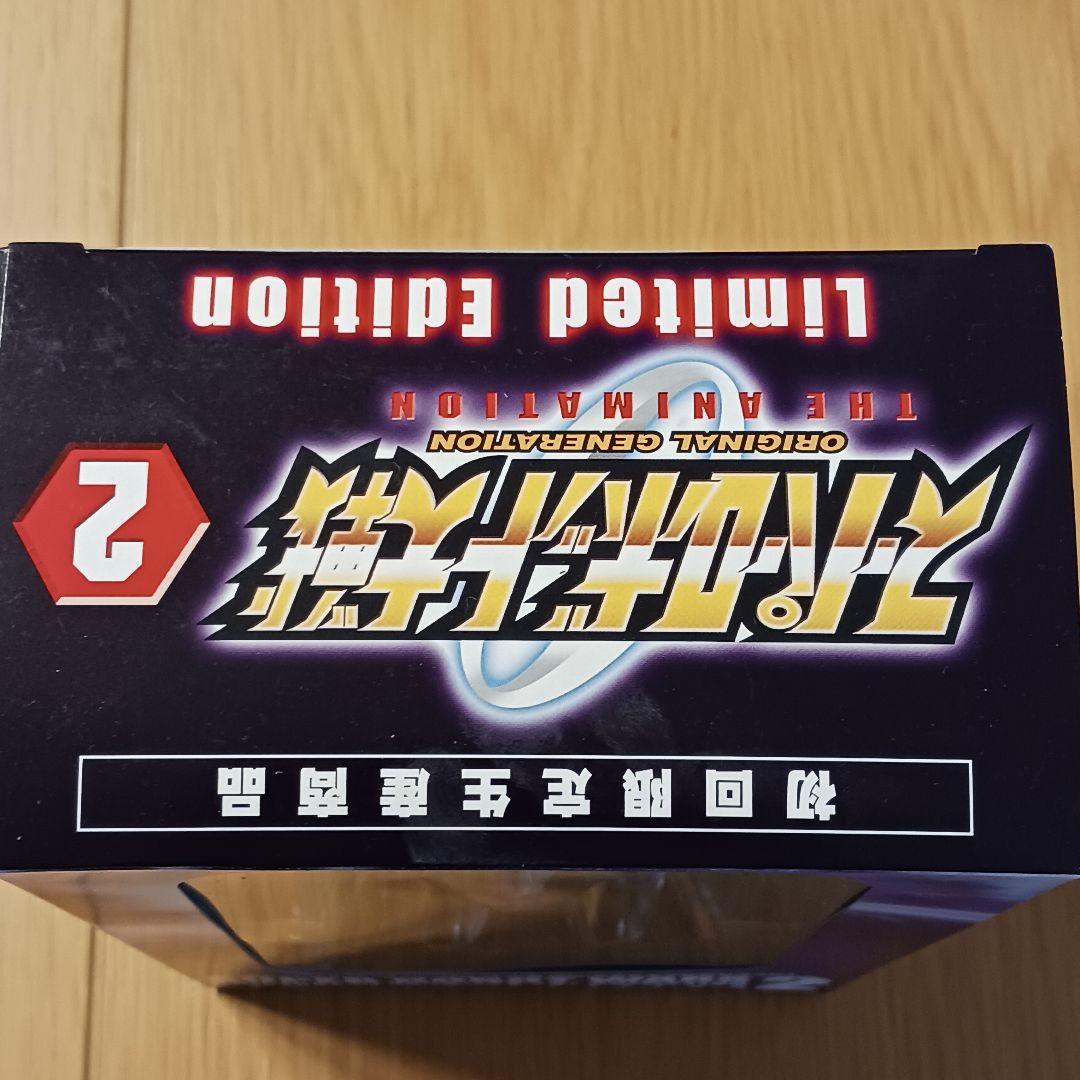 初回限定生産商品
スーパーロボット大戦
ORIGINAL GENERATION
THE ANIMATION
2
Limited Edition